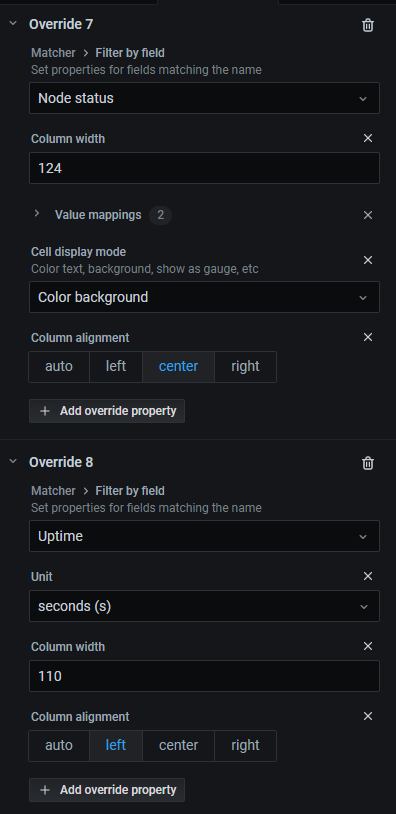 Override 7
Matcher > Filter by field
Set properties for fields matching the name
Node status
Column width
124
Value mappings 2
Cell display mode
Color text, background, show as gauge, etc
Color background
Column alignment
auto left center right
+ Add override property
Override 8
Matcher > Filter by field
Set properties for fields matching the name
Uptime
Unit
seconds (s)
Column width
110
Column alignment
auto left center right
+ Add override property